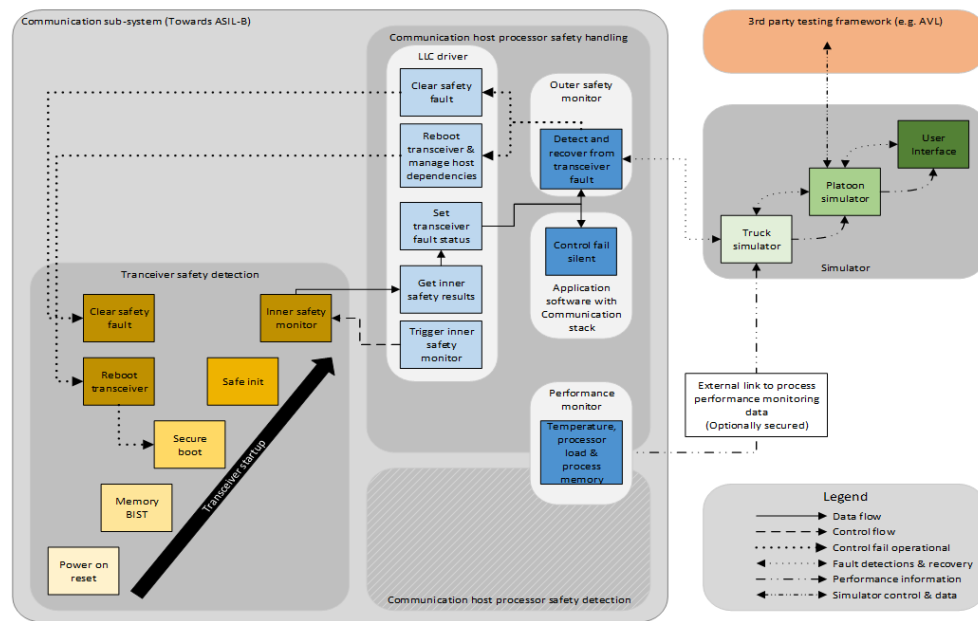 Communication sub-system (Towards ASIL-B)
Communication host processor safety handling
LLC driver
Clear safety
fault
Reboot
transceiver &
manage host
dependencies
Set
transceiver
fault status
Get inner
safety results
Trigger inner
safety
monitor
Outer safety
monitor
Detect and
recover from
transceiver
fault
Control fail
silent
Application
software with
Communication
stack
Performance
monitor
Temperature,
processor
load &
process
memory
Communication host processor safety detection
Tranceiver safety detection
Clear safety
fault
Inner safety
monitor
Reboot
transceiver
Safe init
Secure
boot
Memory
BIST
Power on
reset
Transceiver startup
3rd party testing framework (e.g. AVL)
User
Interface
Platoon
simulator
Truck
simulator
Simulator
External link to process
performance monitoring
data
(Optionally secured)
Legend
Data flow
Control flow
Control fail operational
Fault detections & recovery
Performance information
Simulator control & data